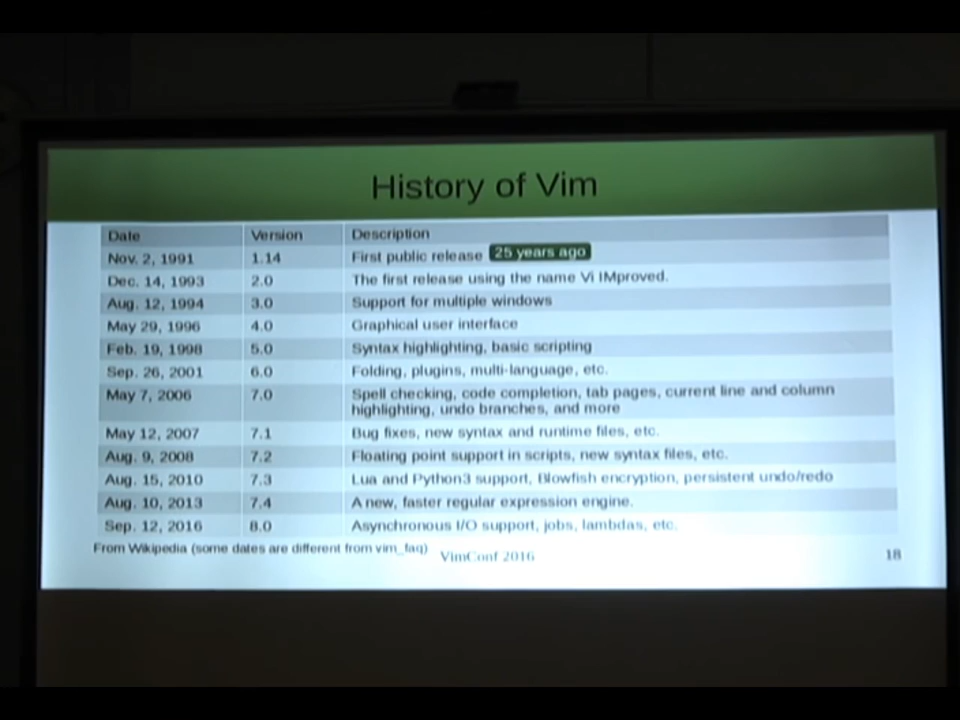 History of Vim
Date Version Description
Nov. 2, 1991 1.14 First public release 25 years ago
Dec. 14, 1993 2.0 The first release using the name Vi IMproved.
Aug. 12, 1994 3.0 Support for multiple windows
May 29, 1996 4.0 Graphical user interface
Feb. 19, 1998 5.0 Syntax highlighting, basic scripting
Sep. 26, 2001 6.0 Folding, plugins, multi-language, etc.
May 7, 2006 7.0 Spell checking, code completion, tab pages, current line and column
highlighting, undo branches, and more
May 12, 2007 7.1 Bug fixes, new syntax and runtime files, etc.
Aug. 9, 2008 7.2 Floating point support in scripts, new syntax files, etc.
Aug. 15, 2010 7.3 Lua and Python3 support, Blowfish encryption, persistent undo/redo
Aug. 10, 2013 7.4 A new, faster regular expression engine.
Sep. 12, 2016 8.0 Asynchronous I/O support, jobs, lambdas, etc.
From Wikipedia (some dates are different from vim_faq)
VimConf 2016
18